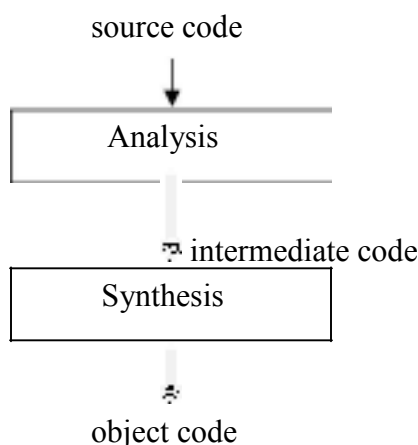 source code
Analysis
intermediate code
Synthesis
object code